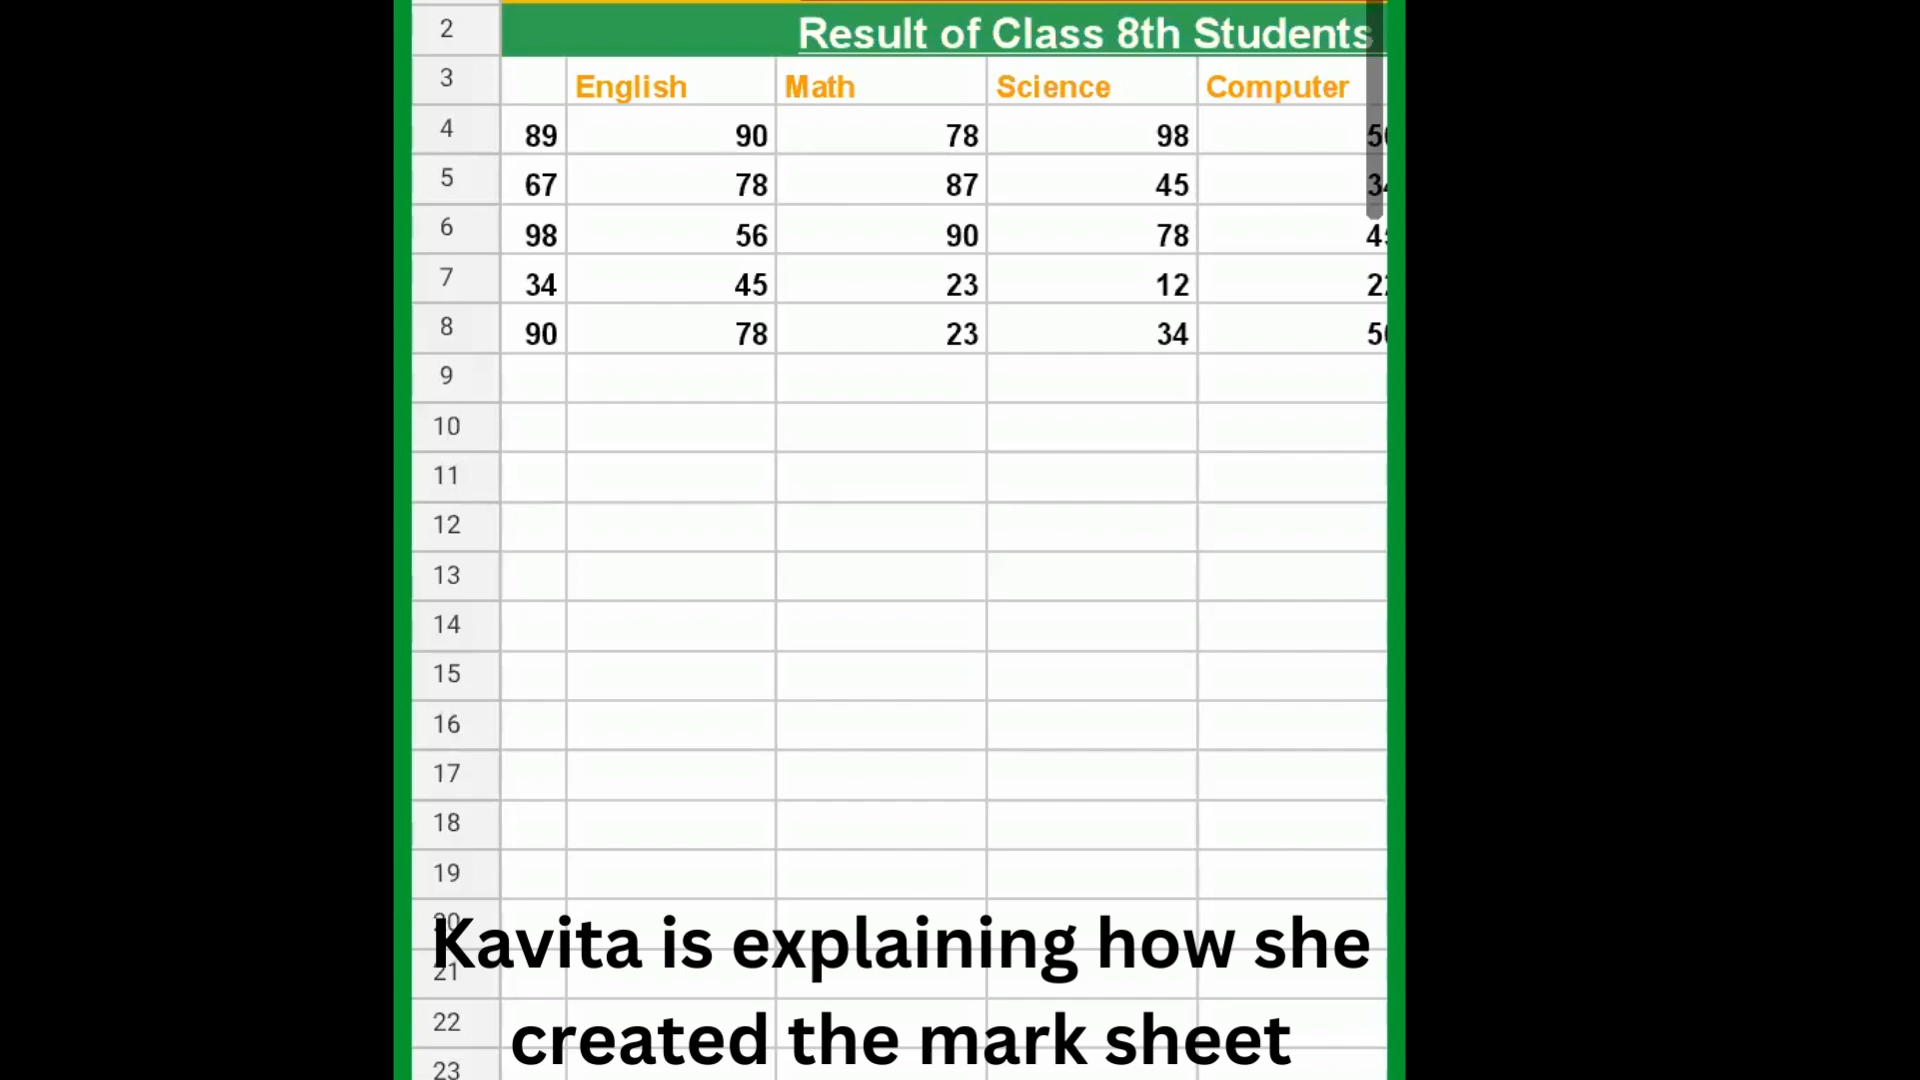 2 Result of Class 8th Students
3 English Math Science Computer
4 89 90 78 98
5 67 78 87 45
6 98 56 90 78
7 34 45 23 12
8 90 78 23 34
9
10
11
12
13
14
15
16
17
18
19
20
Kavita is explaining how she
21
22
created the mark sheet
23